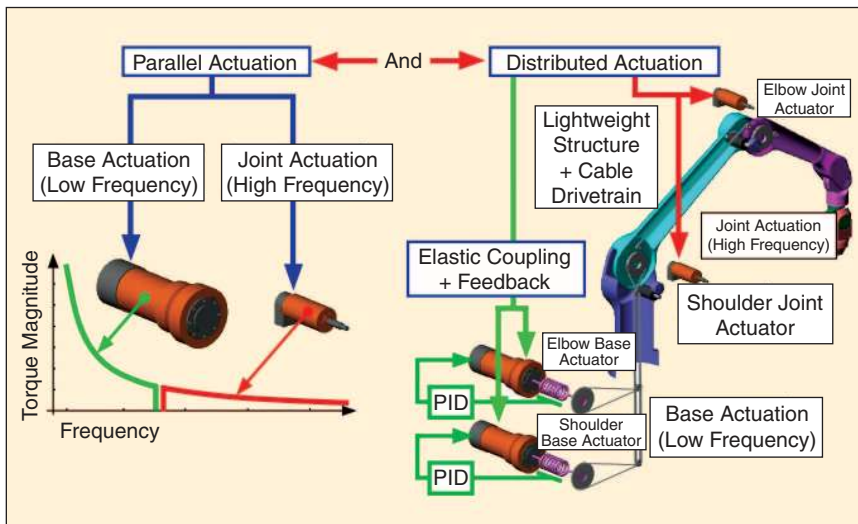 Parallel Actuation
And
Distributed Actuation
Elbow Joint
Actuator
Base Actuation
(Low Frequency)
Joint Actuation
(High Frequency)
Lightweight
Structure
+ Cable
Drivetrain
Joint Actuation
(High Frequency)
Elastic Coupling
+ Feedback
Shoulder Joint
Actuator
Torque Magnitude
Frequency
Elbow Base
Actuator
PID
Shoulder
Base Actuator
PID
Base Actuation
(Low Frequency)